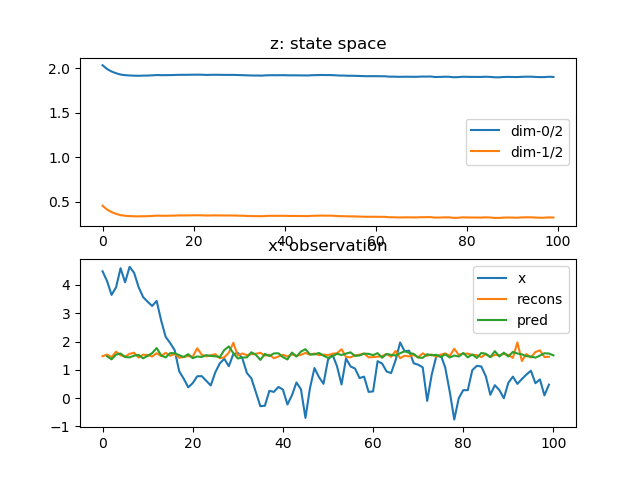 z: state space
2.0
1.5
1.0
0.5
dim-0/2
dim-1/2
0 20 40 60 80 100
x: observation
4
3
2
1
0
−1
x
recons
pred
0 20 40 60 80 100